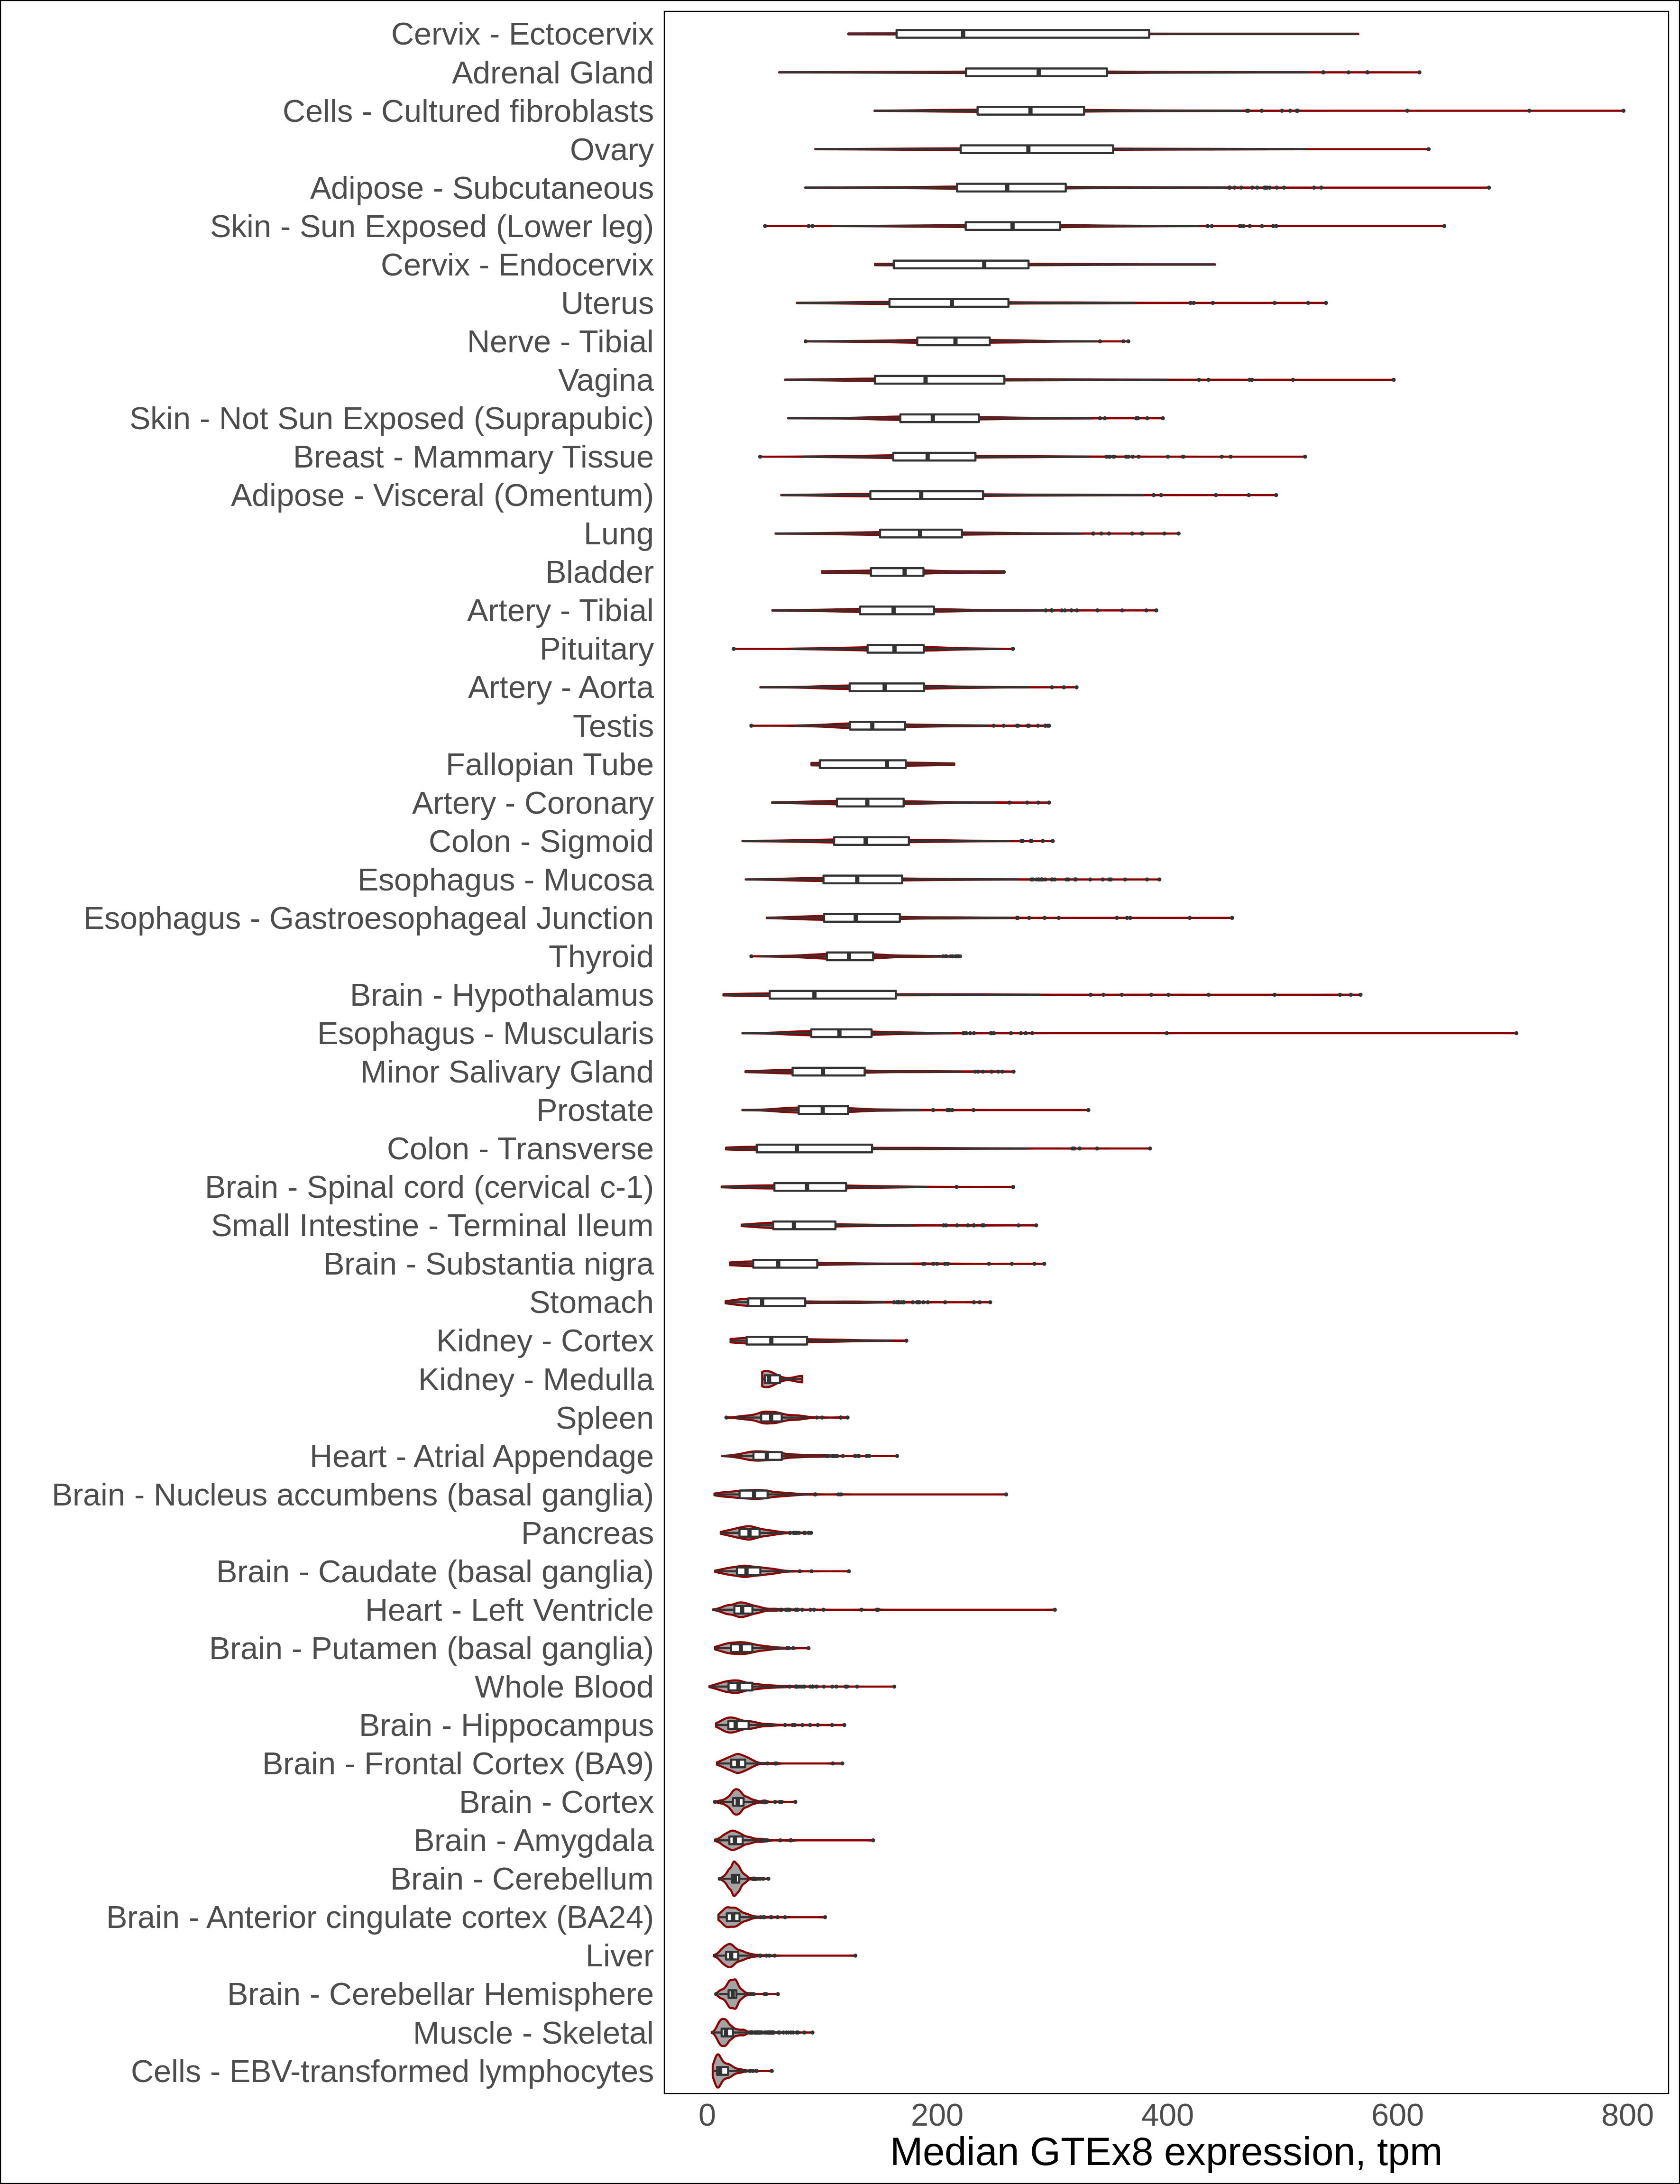 Cervix - Ectocervix
Adrenal Gland
Cells - Cultured fibroblasts
Ovary
Adipose - Subcutaneous
Skin - Sun Exposed (Lower leg)
Cervix - Endocervix
Uterus
Nerve - Tibial
Vagina
Skin - Not Sun Exposed (Suprapubic)
Breast - Mammary Tissue
Adipose - Visceral (Omentum)
Lung
Bladder
Artery - Tibial
Pituitary
Artery - Aorta
Testis
Fallopian Tube
Artery - Coronary
Colon - Sigmoid
Esophagus - Mucosa
Esophagus - Gastroesophageal Junction
Thyroid
Brain - Hypothalamus
Esophagus - Muscularis
Minor Salivary Gland
Prostate
Colon - Transverse
Brain - Spinal cord (cervical c-1)
Small Intestine - Terminal Ileum
Brain - Substantia nigra
Stomach
Kidney - Cortex
Kidney - Medulla
Spleen
Heart - Atrial Appendage
Brain - Nucleus accumbens (basal ganglia)
Pancreas
Brain - Caudate (basal ganglia)
Heart - Left Ventricle
Brain - Putamen (basal ganglia)
Whole Blood
Brain - Hippocampus
Brain - Frontal Cortex (BA9)
Brain - Cortex
Brain - Amygdala
Brain - Cerebellum
Brain - Anterior cingulate cortex (BA24)
Liver
Brain - Cerebellar Hemisphere
Muscle - Skeletal
Cells - EBV-transformed lymphocytes
0 200 400 600 800
Median GTEx8 expression, tpm